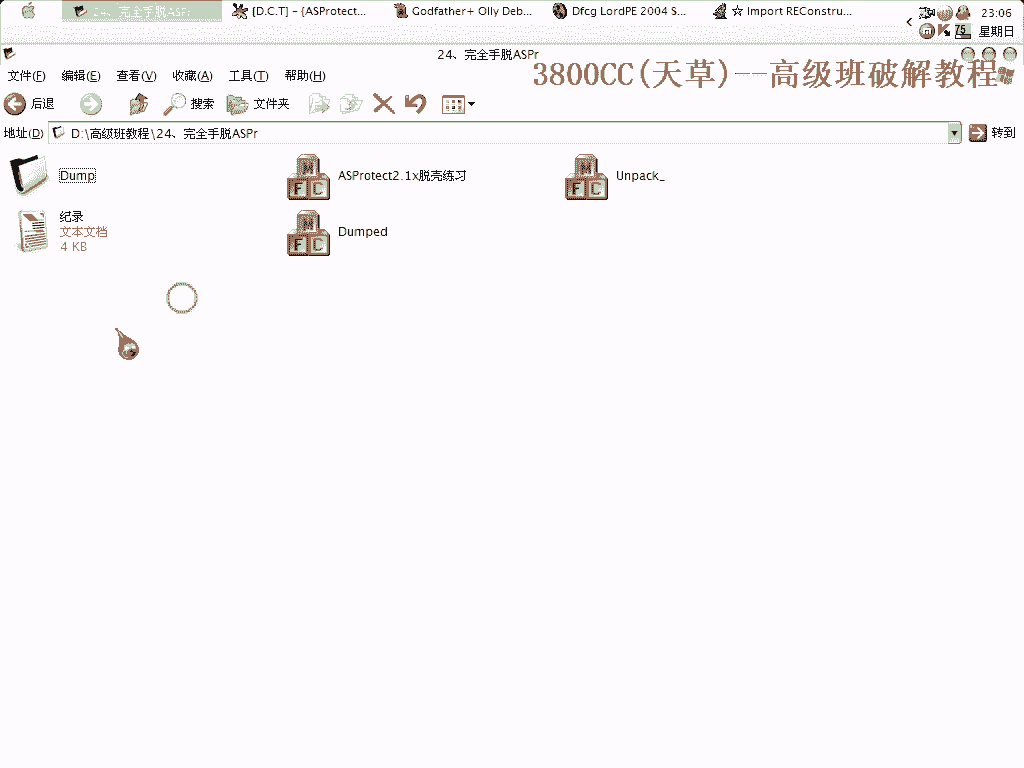 24、完全手脱ASPr
[D.C.T] - {ASProtect...
Godfather+ Olly Deb...
Dfcg LordPE 2004 S...
☆ Import REConstru...
75
23:06
星期日
24、完全手脱ASPr
3800CC(天草)--高级班破解教程
文件(F) 编辑(E) 查看(V) 收藏(A) 工具(T) 帮助(H)
后退 搜索 文件夹
地址(D) D:\高级班教程\24、完全手脱ASPr 转到
Dump
ASProtect2.1x脱壳练习
Unpack_
纪录
文本文档
4 KB
Dumped
M
F C
M
F C
M
F C